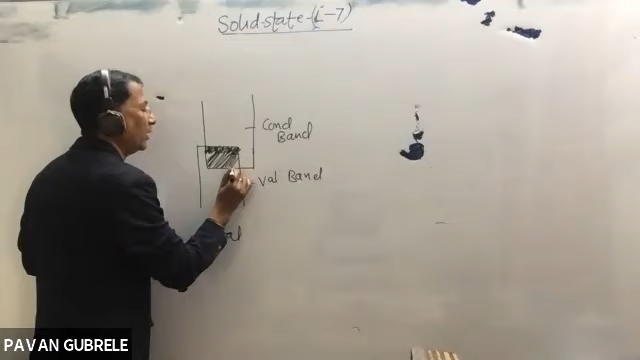 Solid-state-(L-7)
Cond
Band
Val Band
PAVAN GUBRELE